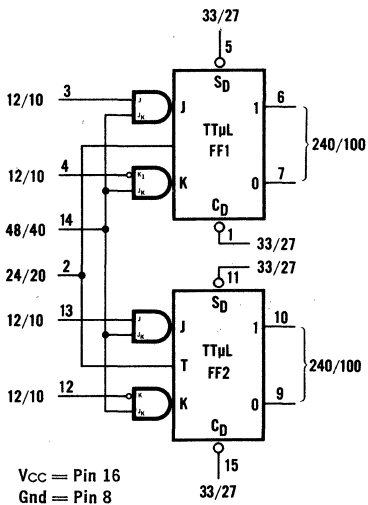 33/27
5
12/10 3
J
JK
J
SD
1 6
TTµL
FF1
240/100
12/10 4
K1
JK
K
0 7
CD
48/40 14
1 33/27
24/20 2
11 33/27
12/10 13
J
JK
J
SD
1 10
TTµL
FF2
T
240/100
12/10 12
K
JK
K
0 9
CD
15
33/27
VCC = Pin 16
Gnd = Pin 8